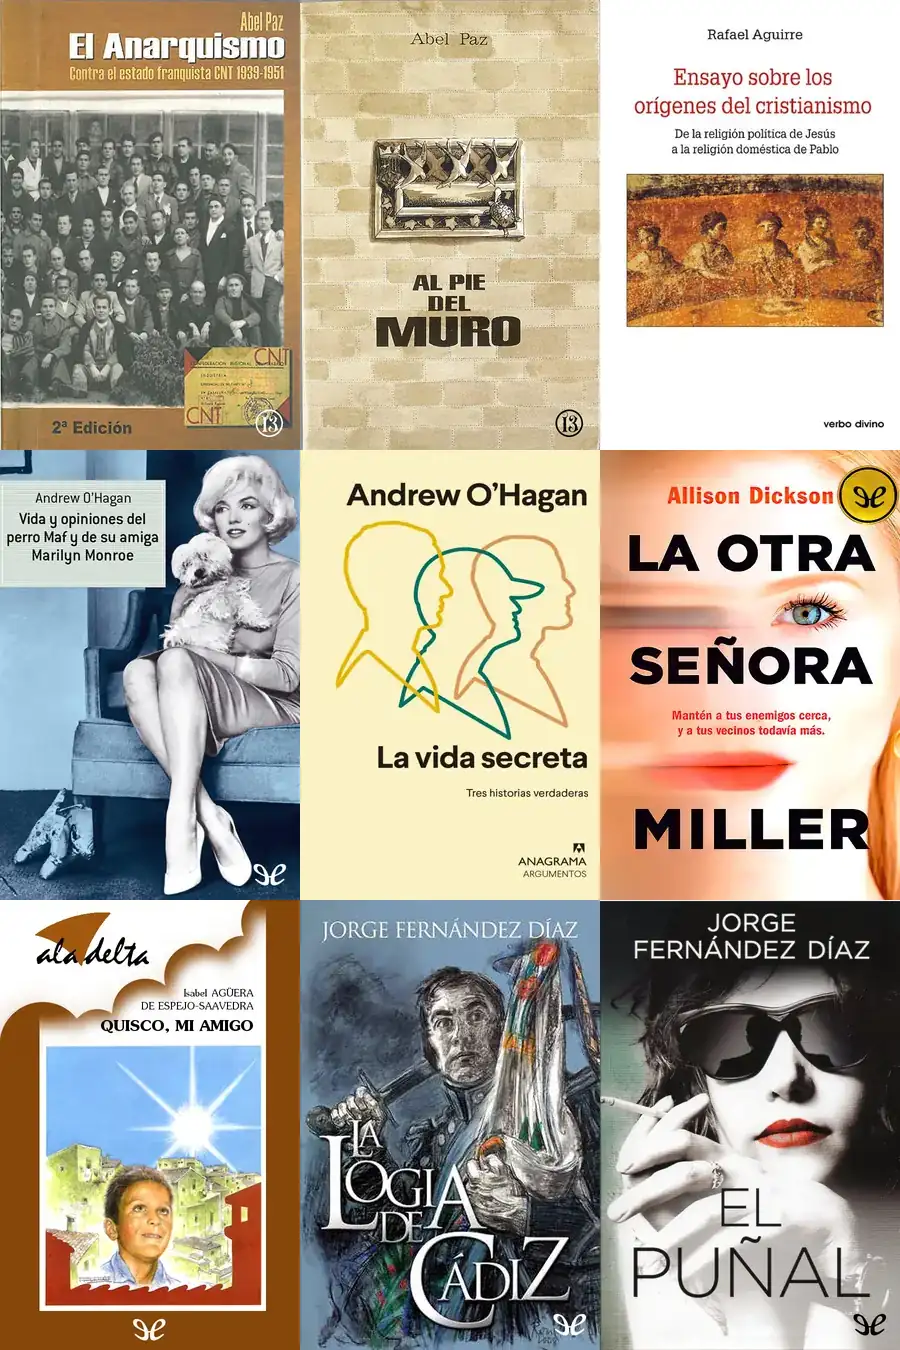 Abel Paz
El Anarquismo
Contra el estado franquista CNT 1939-1951
CNT
CNT
2ª Edición
13
Abel Paz
AL PIE
DEL
MURO
13
Rafael Aguirre
Ensayo sobre los
orígenes del cristianismo
De la religión política de Jesús
a la religión doméstica de Pablo
verbo divino
Andrew O'Hagan
Vida y opiniones del
perro Maf y de su amiga
Marilyn Monroe
Andrew O'Hagan
La vida secreta
Tres historias verdaderas
ANAGRAMA
ARGUMENTOS
Allison Dickson
LA OTRA
SEÑORA
Mantén a tus enemigos cerca,
y a tus vecinos todavía más.
MILLER
ala delta
Isabel AGÜERA
DE ESPEJO-SAAVEDRA
QUISCO, MI AMIGO
JORGE FERNÁNDEZ DÍAZ
LA
LOGIA
DE
CÁDIZ
JORGE
FERNÁNDEZ DÍAZ
EL
PUÑAL